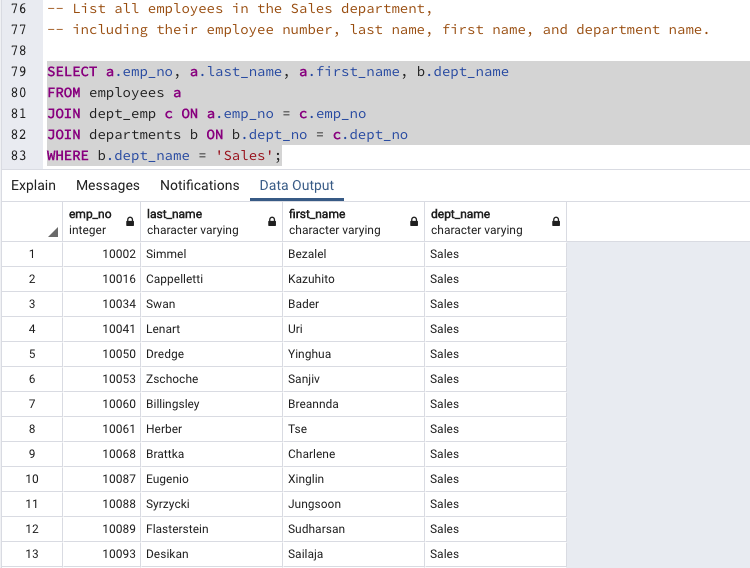 76 -- List all employees in the Sales department,
77 -- including their employee number, last name, first name, and department name.
78
79 SELECT a.emp_no, a.last_name, a.first_name, b.dept_name
80 FROM employees a
81 JOIN dept_emp c ON a.emp_no = c.emp_no
82 JOIN departments b ON b.dept_no = c.dept_no
83 WHERE b.dept_name = 'Sales';
Explain Messages Notifications Data Output
emp_no last_name first_name dept_name
integer character varying character varying character varying
1 10002 Simmel Bezalel Sales
2 10016 Cappelletti Kazuhito Sales
3 10034 Swan Bader Sales
4 10041 Lenart Uri Sales
5 10050 Dredge Yinghua Sales
6 10053 Zschoche Sanjiv Sales
7 10060 Billingsley Breannda Sales
8 10061 Herber Tse Sales
9 10068 Brattka Charlene Sales
10 10087 Eugenio Xinglin Sales
11 10088 Syrzycki Jungsoon Sales
12 10089 Flasterstein Sudharsan Sales
13 10093 Desikan Sailaja Sales